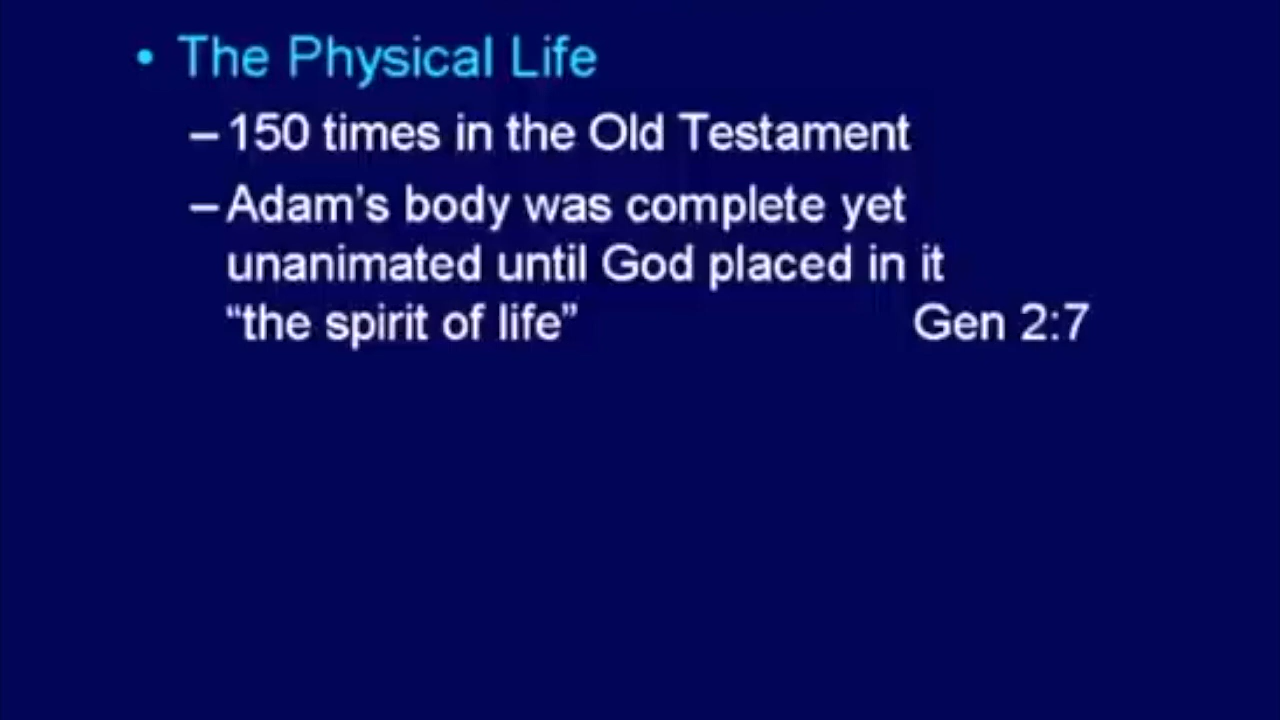 • The Physical Life
– 150 times in the Old Testament
– Adam’s body was complete yet
unanimated until God placed in it
“the spirit of life” Gen 2:7